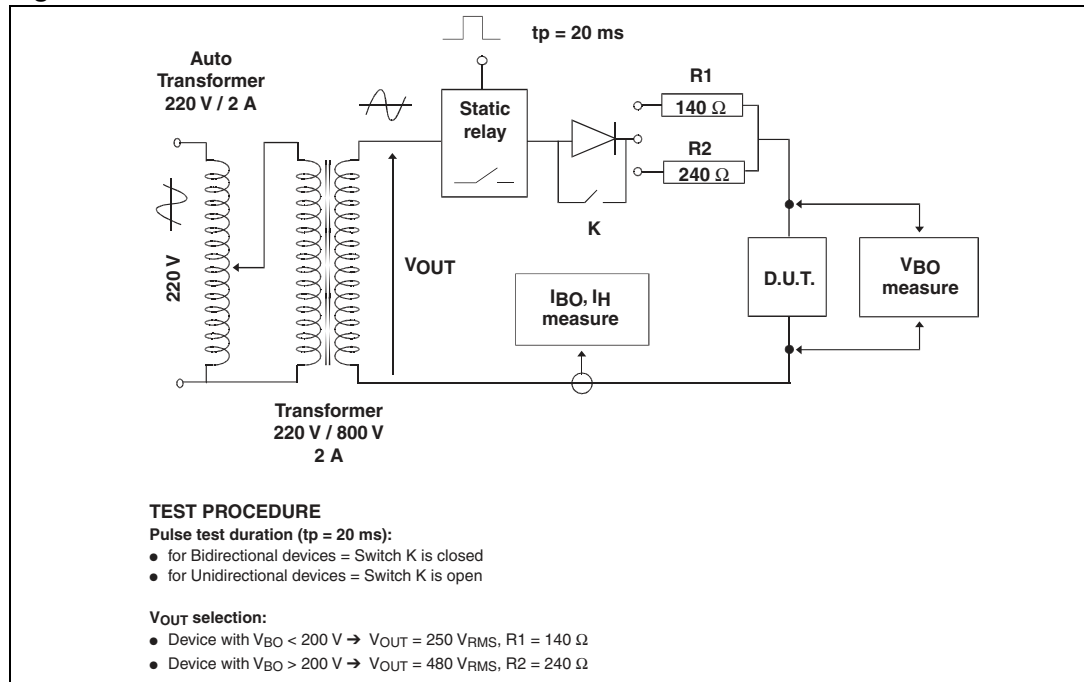 tp = 20 ms
Auto
Transformer
220 V / 2 A
220 V
Static
relay
K
R1
140 Ω
R2
240 Ω
VOUT
IBO, IH
measure
D.U.T.
VBO
measure
Transformer
220 V / 800 V
2 A
TEST PROCEDURE
Pulse test duration (tp = 20 ms):
● for Bidirectional devices = Switch K is closed
● for Unidirectional devices = Switch K is open
VOUT selection:
● Device with VBO < 200 V ➔ VOUT = 250 VRMS, R1 = 140 Ω
● Device with VBO > 200 V ➔ VOUT = 480 VRMS, R2 = 240 Ω